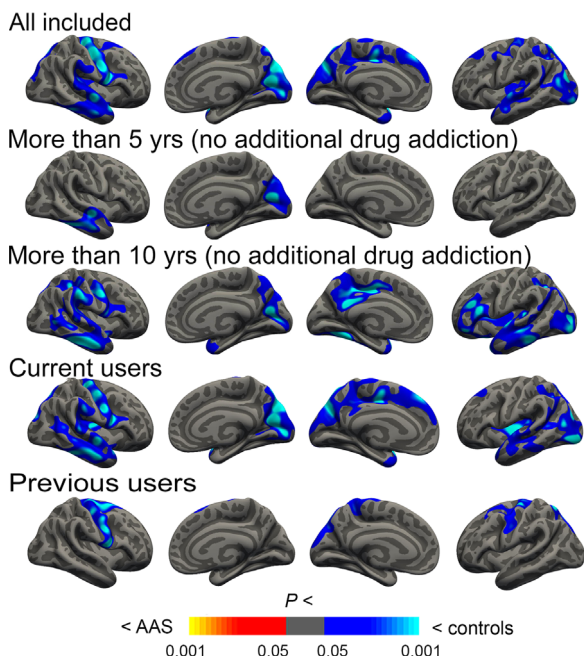 All included
More than 5 yrs (no additional drug addiction)
More than 10 yrs (no additional drug addiction)
Current users
Previous users
P <
< AAS
< controls
0.001 0.05 0.05 0.001